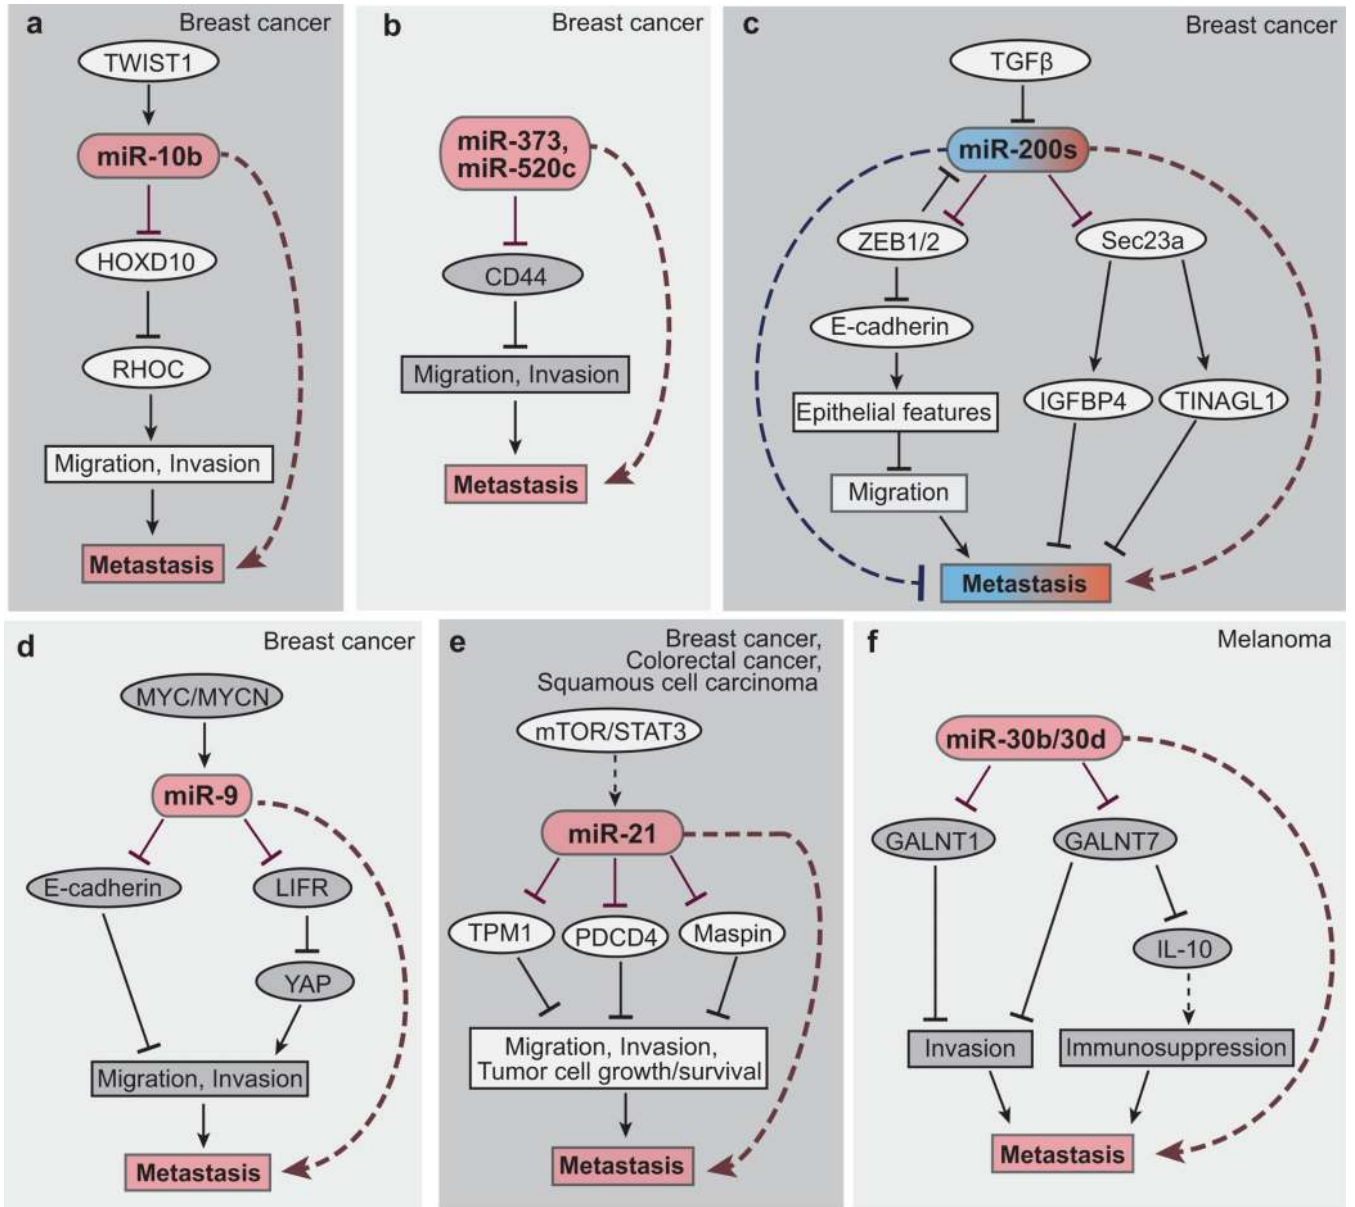 a
Breast cancer
TWIST1
miR-10b
HOXD10
RHOC
Migration, Invasion
Metastasis
b
Breast cancer
miR-373,
miR-520c
CD44
Migration, Invasion
Metastasis
c
Breast cancer
TGFβ
miR-200s
ZEB1/2
Sec23a
E-cadherin
IGFBP4
TINAGL1
Epithelial features
Migration
Metastasis
d
Breast cancer
MYC/MYCN
miR-9
E-cadherin
LIFR
YAP
Migration, Invasion
Metastasis
e
Breast cancer,
Colorectal cancer,
Squamous cell carcinoma
mTOR/STAT3
miR-21
TPM1
PDCD4
Maspin
Migration, Invasion,
Tumor cell growth/survival
Metastasis
f
Melanoma
miR-30b/30d
GALNT1
GALNT7
IL-10
Invasion
Immunosuppression
Metastasis